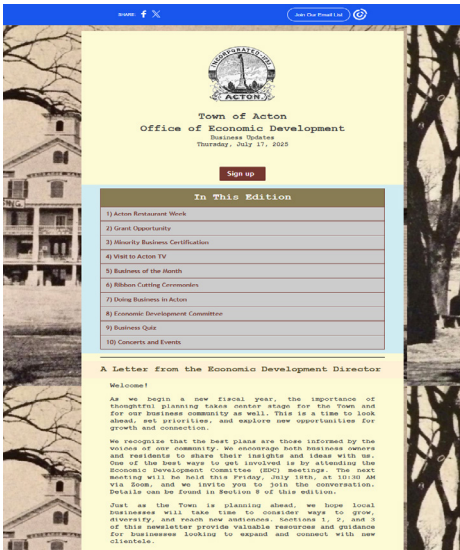 SHARE:
Join Our Email List
INCORPORATED 1735
ACTON
Town of Acton
Office of Economic Development
Business Updates
Thursday, July 17, 2025
Sign up
In This Edition
1) Acton Restaurant Week
2) Grant Opportunity
3) Minority Business Certification
4) Visit to Acton TV
5) Business of the Month
6) Ribbon Cutting Ceremonies
7) Doing Business in Acton
8) Economic Development Committee
9) Business Quiz
10) Concerts and Events
A Letter from the Economic Development Director
Welcome!
As we begin a new fiscal year, the importance of
thoughtful planning takes center stage for the Town and
for our business community as well. This is a time to look
ahead, set priorities, and explore new opportunities for
growth and connection.
We recognize that the best plans are those informed by the
voices of our community. We encourage both business owners
and residents to share their insights and ideas with us.
One of the best ways to get involved is by attending the
Economic Development Committee (EDC) meetings. The next
meeting will be held this Friday, July 18th, at 10:30 AM
via Zoom, and we invite you to join the conversation.
Details can be found in Section 8 of this edition.
Just as the Town is planning ahead, we hope local
businesses will take time to consider ways to grow,
diversify, and reach new audiences. Sections 1, 2, and 3
of this newsletter provide valuable resources and guidance
for businesses looking to expand and connect with new
clientele.